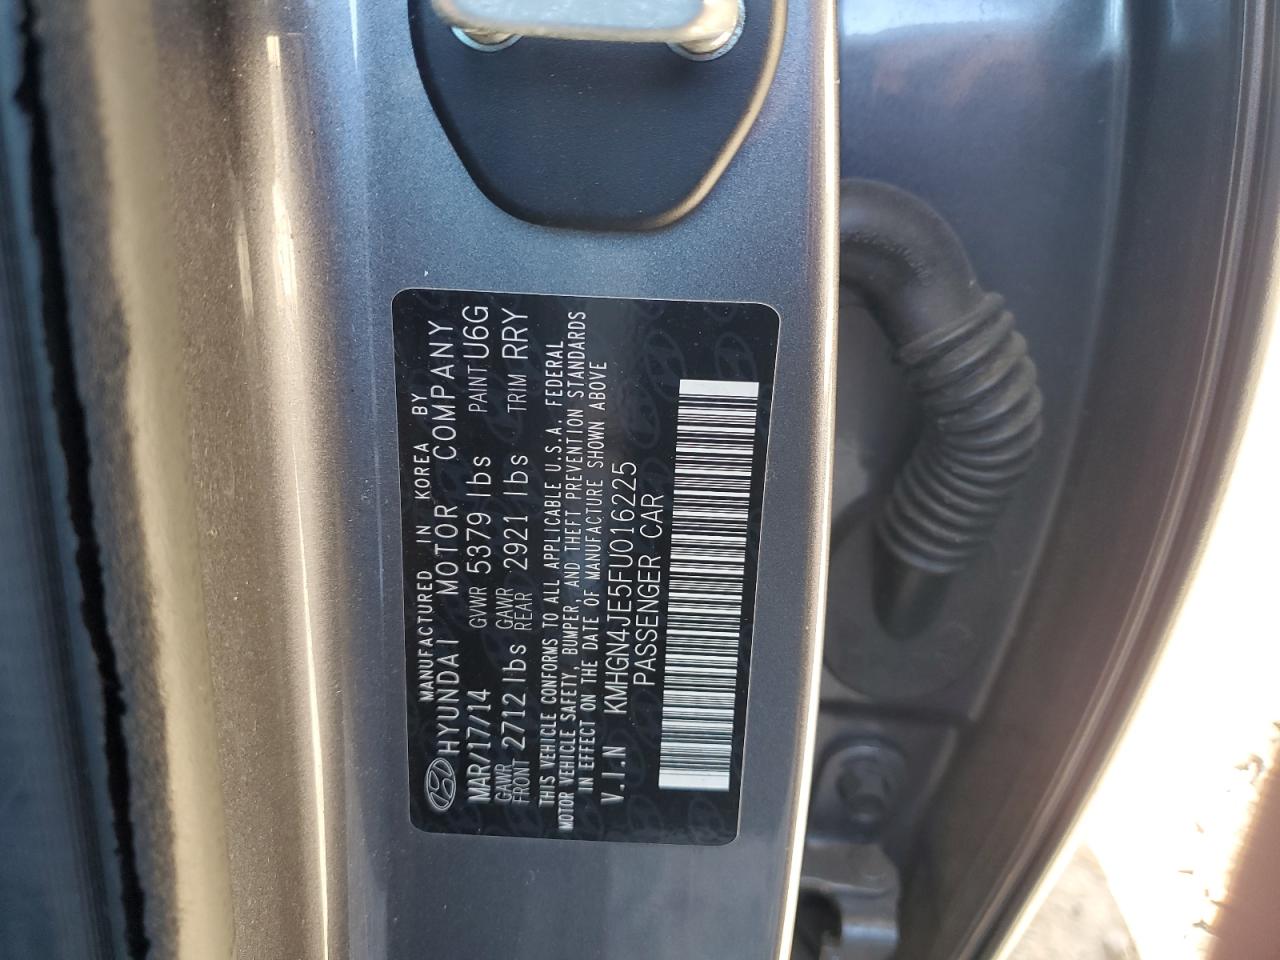 MANUFACTURED IN KOREA BY
HYUNDAI MOTOR COMPANY
MAR/17/14 GVWR 5379 lbs PAINT U6G
GAWR FRONT 2712 lbs GAWR REAR 2921 lbs TRIM RRY
THIS VEHICLE CONFORMS TO ALL APPLICABLE U.S.A. FEDERAL
MOTOR VEHICLE SAFETY, BUMPER, AND THEFT PREVENTION STANDARDS
IN EFFECT ON THE DATE OF MANUFACTURE SHOWN ABOVE
V.I.N KMHGN4JE5FU016225
PASSENGER CAR